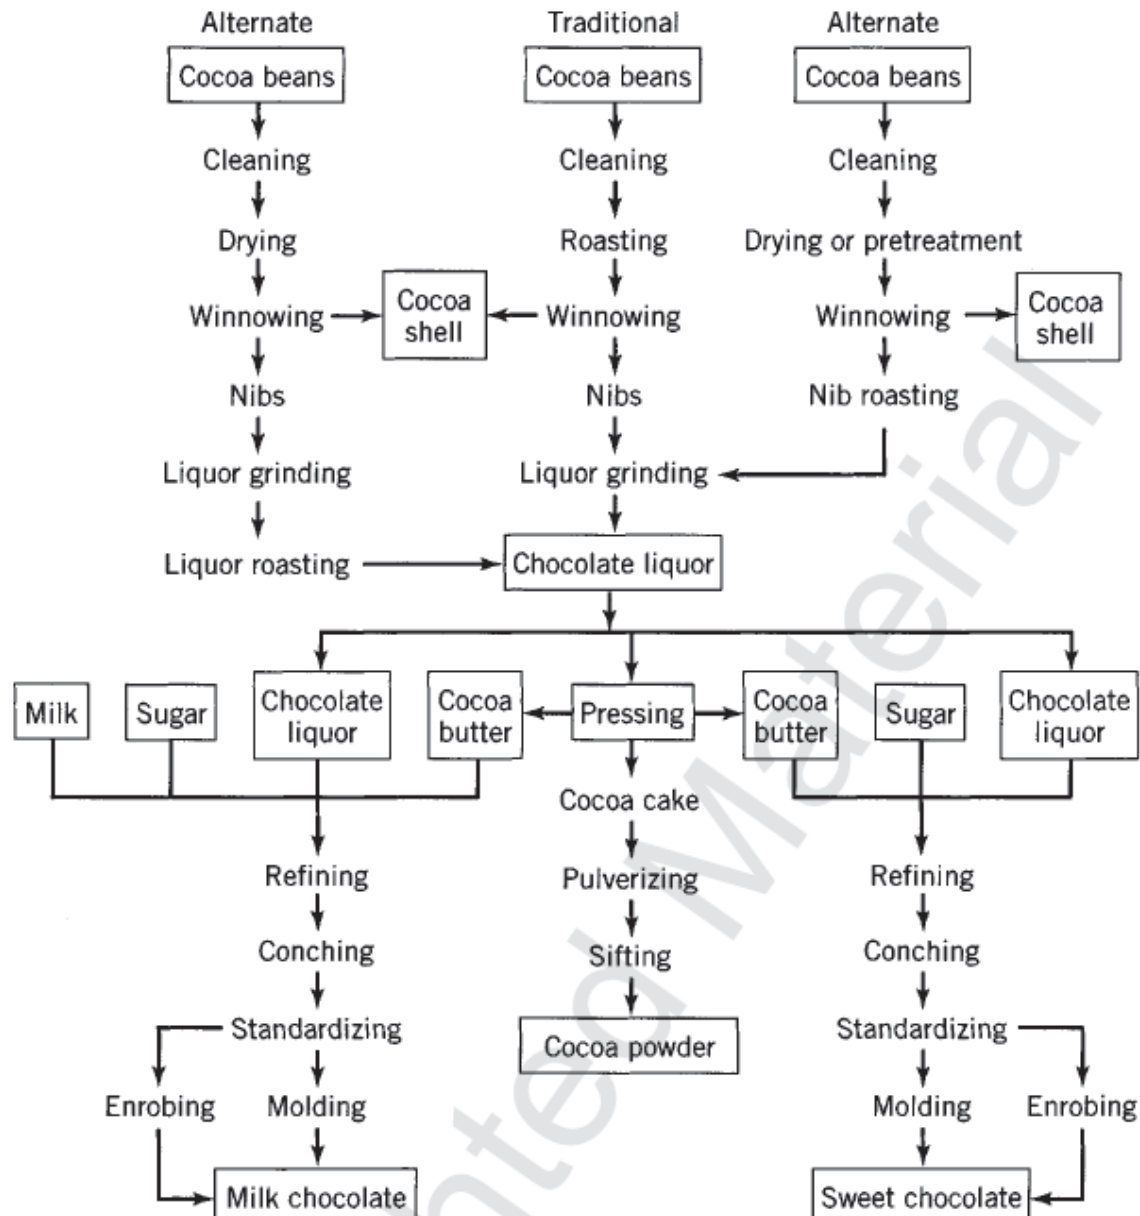 Alternate
Traditional
Alternate
Cocoa beans
Cocoa beans
Cocoa beans
Cleaning
Cleaning
Cleaning
Drying
Roasting
Drying or pretreatment
Winnowing
Cocoa
shell
Winnowing
Winnowing
Cocoa
shell
Nibs
Nibs
Nib roasting
Liquor grinding
Liquor grinding
Liquor roasting
Chocolate liquor
Milk
Sugar
Chocolate
liquor
Cocoa
butter
Pressing
Cocoa
butter
Sugar
Chocolate
liquor
Cocoa cake
Refining
Pulverizing
Refining
Conching
Sifting
Conching
Standardizing
Cocoa powder
Standardizing
Enrobing
Molding
Molding
Enrobing
Milk chocolate
Sweet chocolate
nted Material